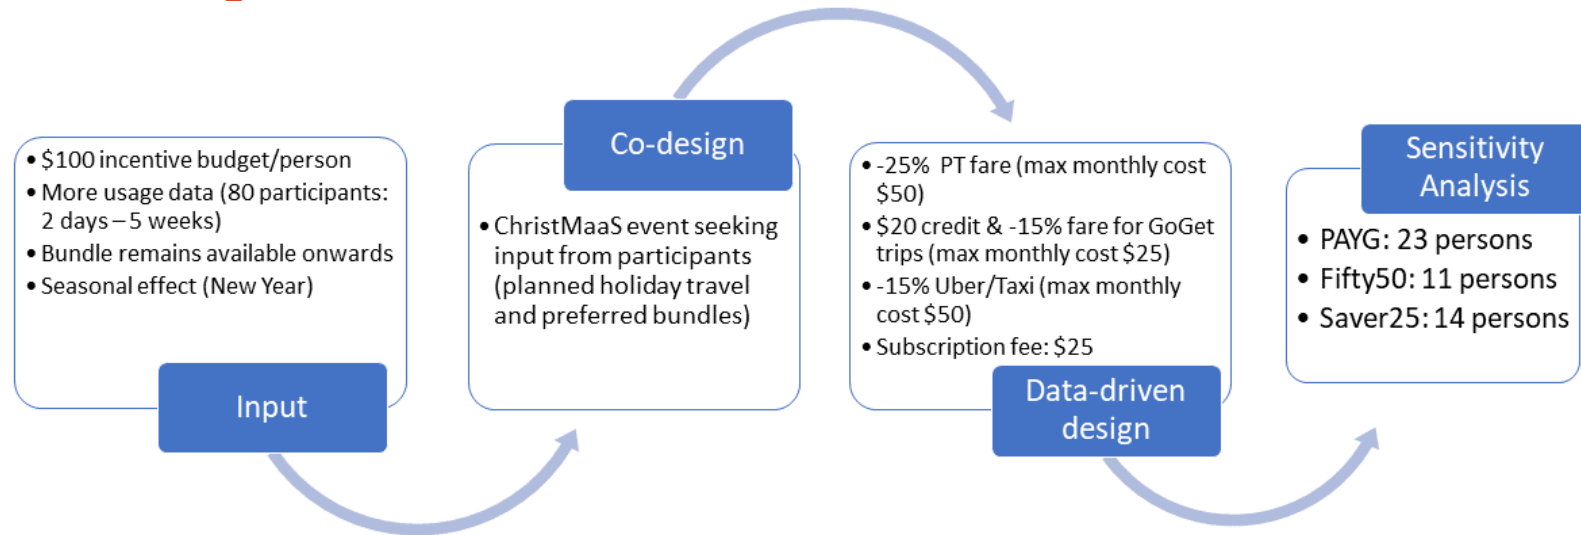 • $100 incentive budget/person
• More usage data (80 participants:
2 days – 5 weeks)
• Bundle remains available onwards
• Seasonal effect (New Year)
Input
Co-design
• ChristMaaS event seeking
input from participants
(planned holiday travel
and preferred bundles)
• -25% PT fare (max monthly cost
$50)
• $20 credit & -15% fare for GoGet
trips (max monthly cost $25)
• -15% Uber/Taxi (max monthly
cost $50)
• Subscription fee: $25
Data-driven
design
Sensitivity
Analysis
• PAYG: 23 persons
• Fifty50: 11 persons
• Saver25: 14 persons